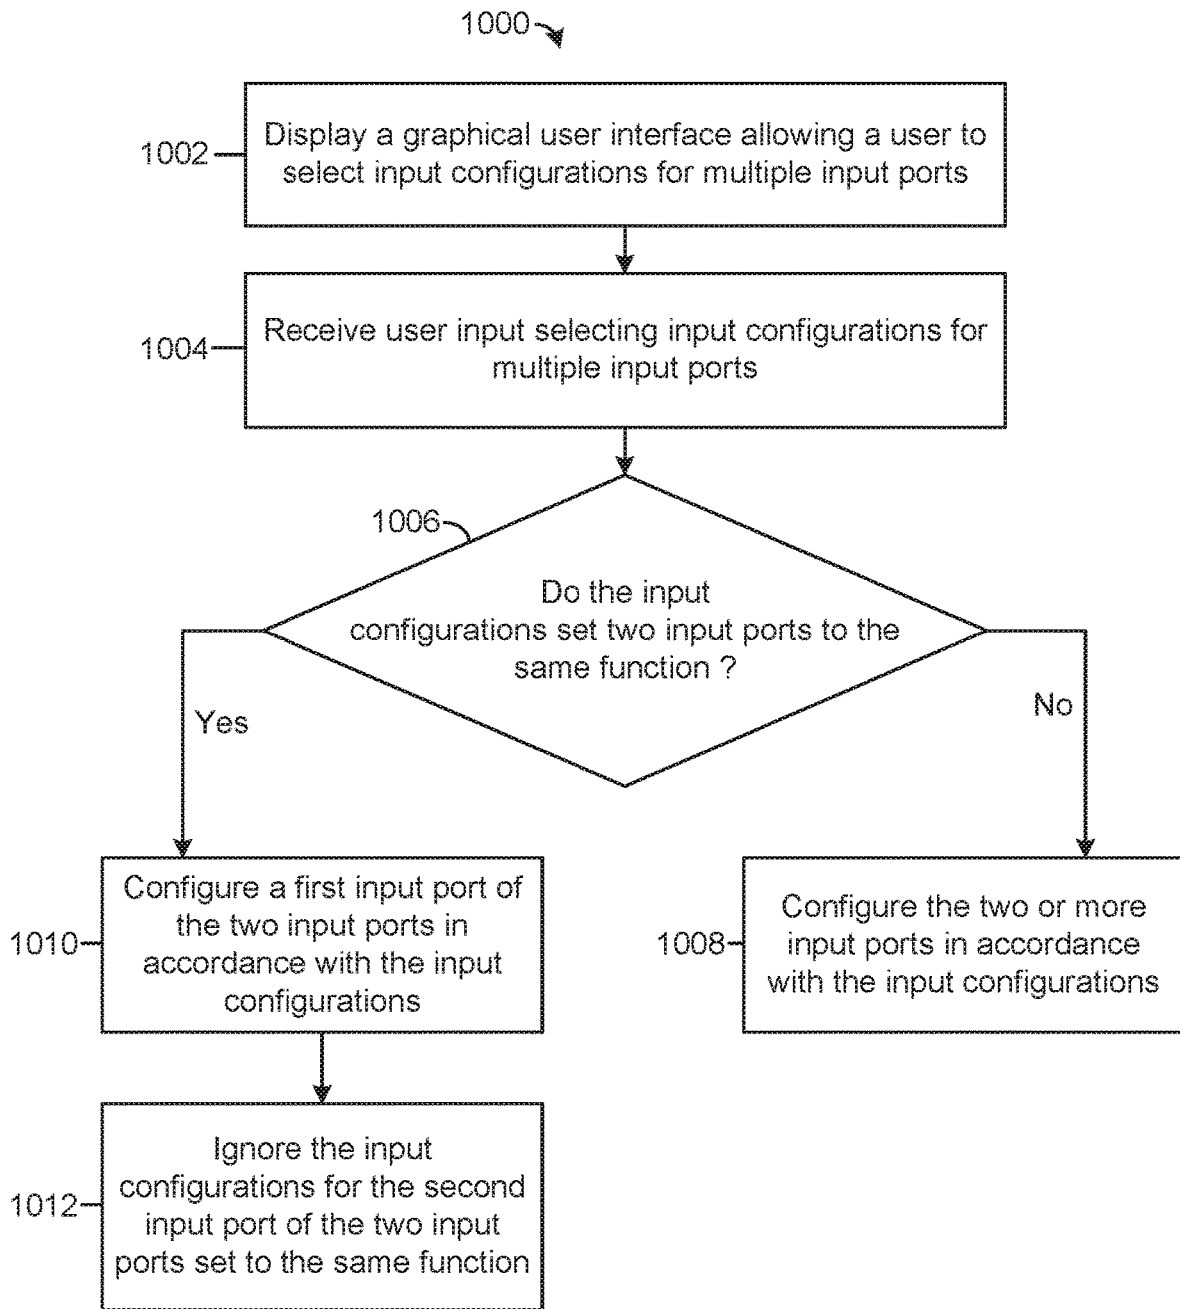 1000
1002
Display a graphical user interface allowing a user to
select input configurations for multiple input ports
1004
Receive user input selecting input configurations for
multiple input ports
1006
Do the input
configurations set two input ports to the
same function ?
Yes
No
1010
Configure a first input port of
the two input ports in
accordance with the input
configurations
1008
Configure the two or more
input ports in accordance
with the input configurations
1012
Ignore the input
configurations for the second
input port of the two input
ports set to the same function